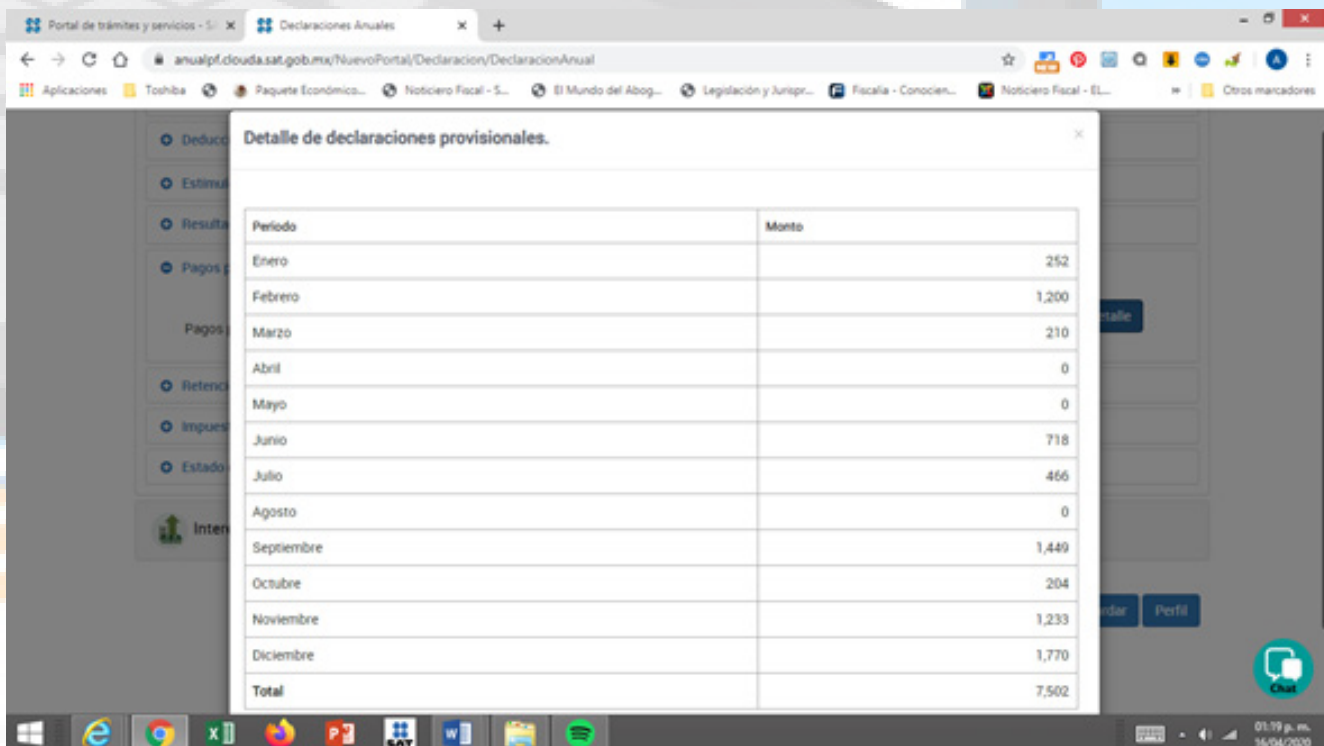 Portal de trámites y servicios - S
Declaraciones Anuales
anualpf.clouda.sat.gob.mx/NuevoPortal/Declaracion/DeclaracionAnual
Aplicaciones Toshiba Paquete Económico... Noticiero Fiscal - S... El Mundo del Abog... Legislación y Jurispr... Fiscalia - Conocien... Noticiero Fiscal - EL... Otros marcadores
Detalle de declaraciones provisionales.
Deducc
Estimul
Resulta
Pagos p
Pagos p
etalle
Retenci
Impues
Estado
Inter
Periodo Monto
Enero 252
Febrero 1,200
Marzo 210
Abril 0
Mayo 0
Junio 718
Julio 466
Agosto 0
Septiembre 1,449
Octubre 204
Noviembre 1,233
Diciembre 1,770
Total 7,502
rdar Perfil
Chat
SAT
01:19 p. m.
16/04/2020